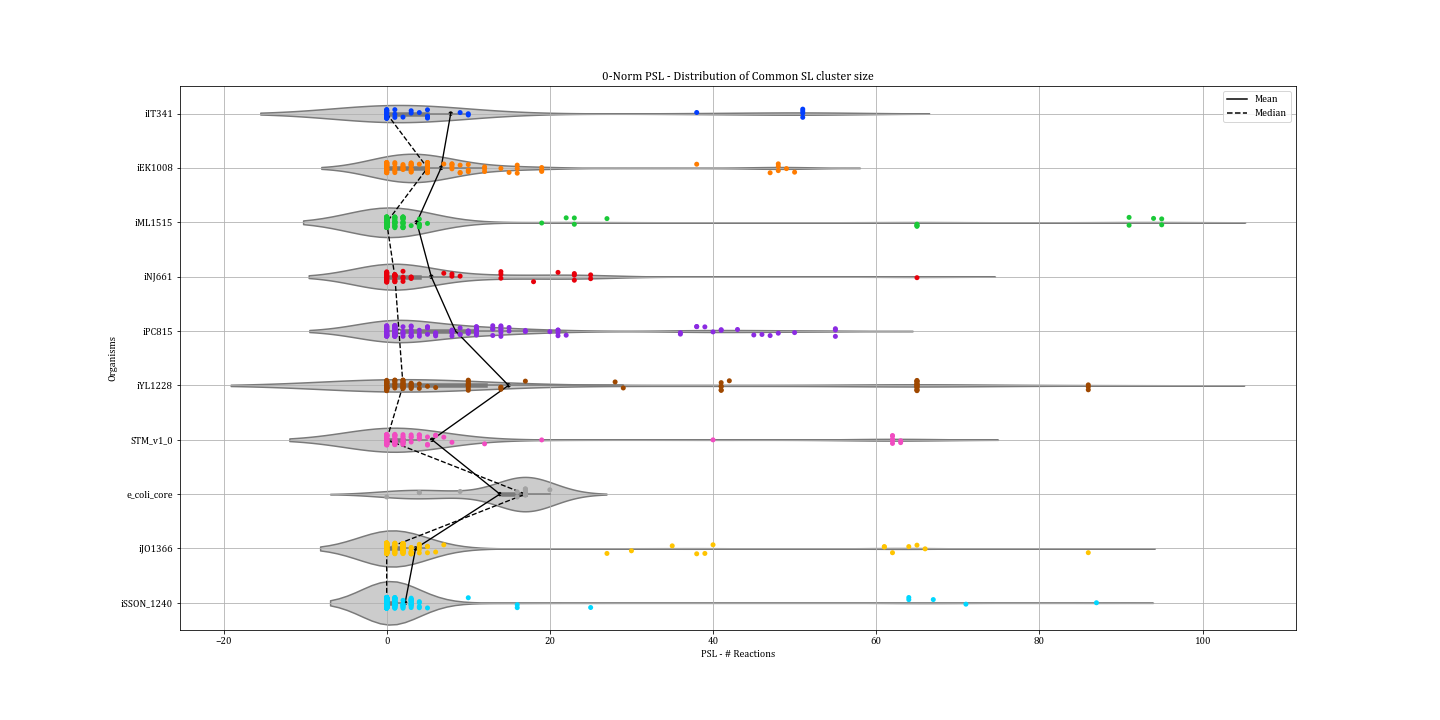 0-Norm PSL - Distribution of Common SL cluster size
Mean
Median
Organisms
iIT341
iEK1008
iML1515
iNJ661
iPC815
iYL1228
STM_v1_0
e_coli_core
iJO1366
iSSON_1240
−20 0 20 40 60 80 100
PSL - # Reactions